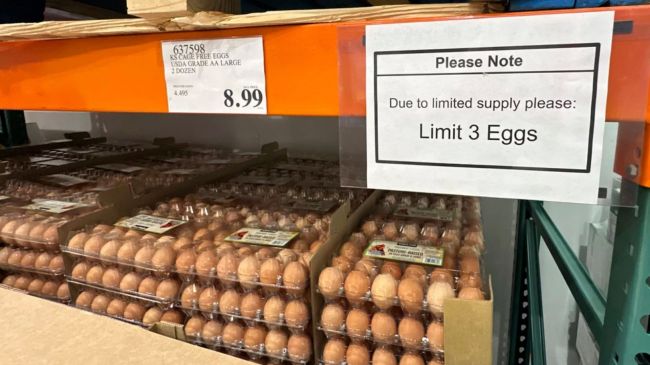 637598
KS CAGE FREE EGGS
USDA GRADE AA LARGE
2 DOZEN
4.495
8.99
Please Note
Due to limited supply please:
Limit 3 Eggs